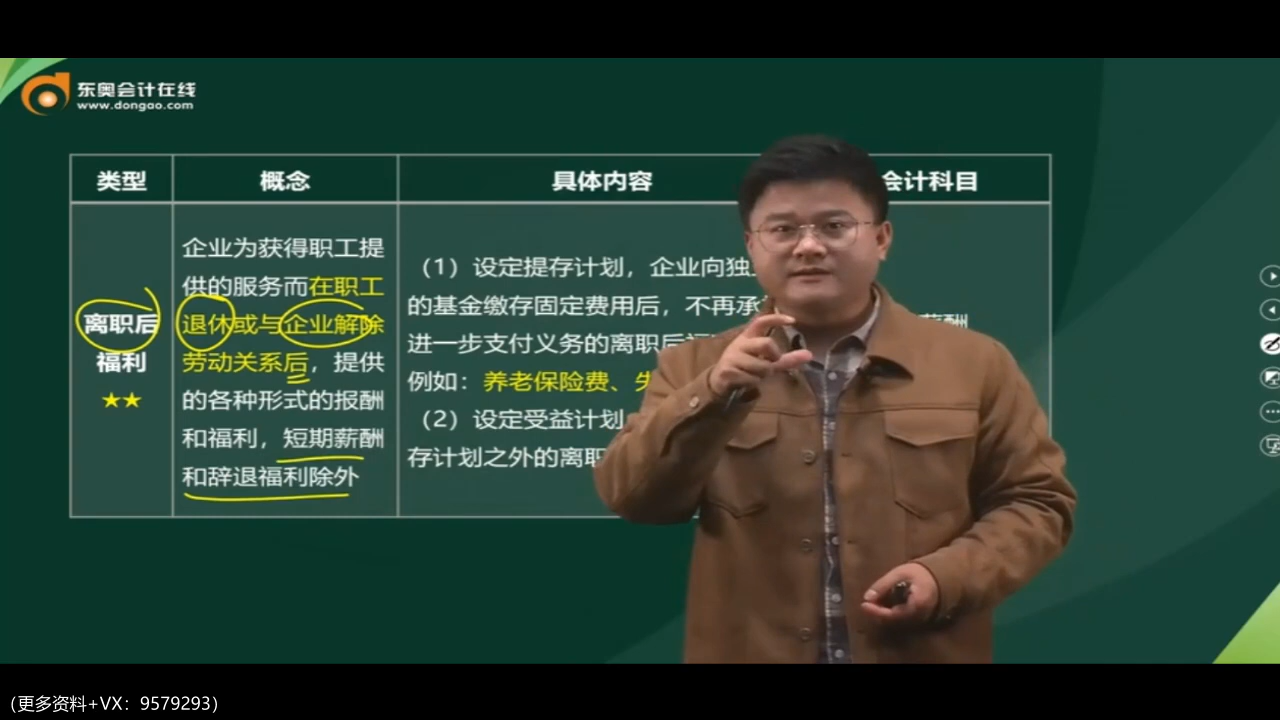 东奥会计在线
www.dongao.com
类型
概念
具体内容
会计科目
离职后
福利
★★
企业为获得职工提
供的服务而在职工
退休或与企业解除
劳动关系后，提供
的各种形式的报酬
和福利，短期薪酬
和辞退福利除外
（1）设定提存计划，企业向独
的基金缴存固定费用后，不再承
进一步支付义务的离职后
例如：养老保险费、失
（2）设定受益计划
存计划之外的离职
薪酬
(更多资料+VX：9579293)